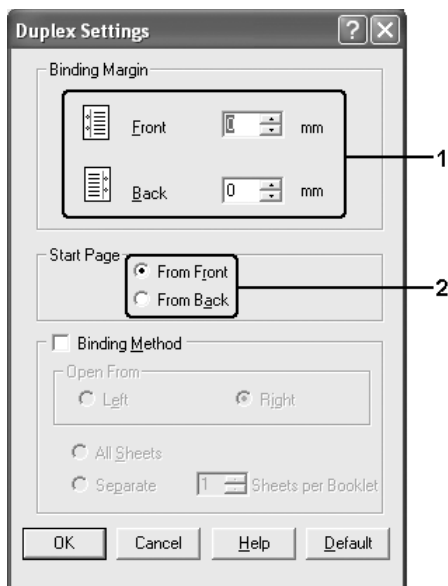 Duplex Settings
Binding Margin
Front 0 mm
1
Back 0 mm
Start Page
From Front
2
From Back
Binding Method
Open From
Left Right
All Sheets
Separate 1 Sheets per Booklet
OK Cancel Help Default